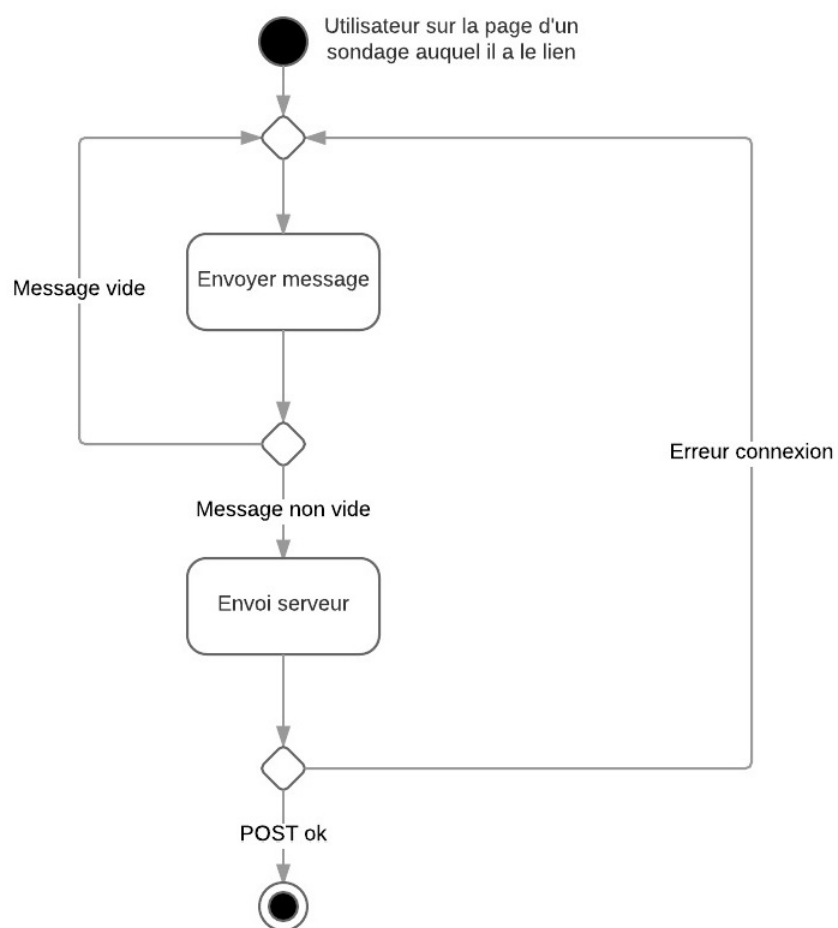 Utilisateur sur la page d'un
sondage auquel il a le lien
Envoyer message
Message vide
Erreur connexion
Message non vide
Envoi serveur
POST ok